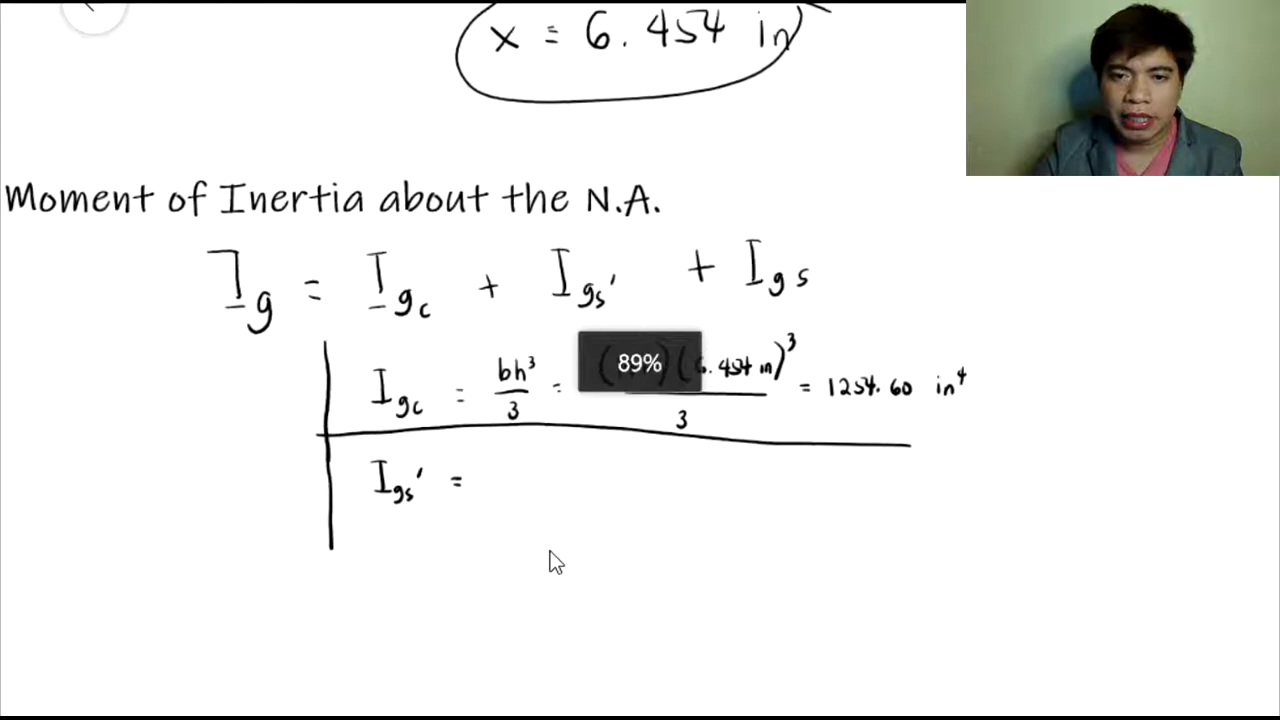 x = 6.454 in
Moment of Inertia about the N.A.
Ig = Igc + Igs' + Igs
Igc = bh³/3 = ( )(6.454 in)³/3 = 1254.60 in⁴
89%
Igs' =